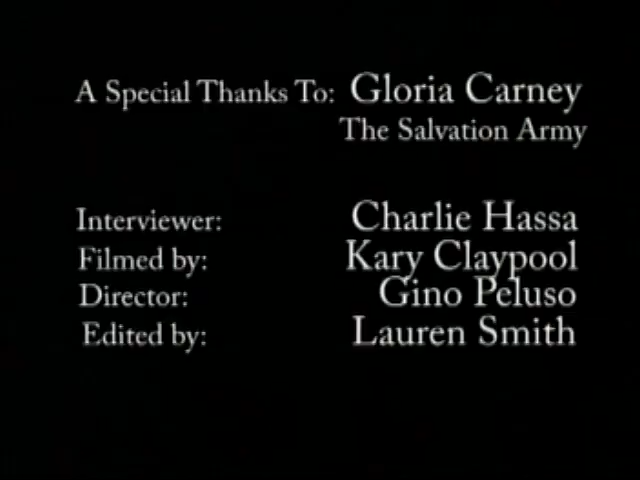 A Special Thanks To: Gloria Carney
The Salvation Army
Interviewer: Charlie Hassa
Filmed by: Kary Claypool
Director: Gino Peluso
Edited by: Lauren Smith